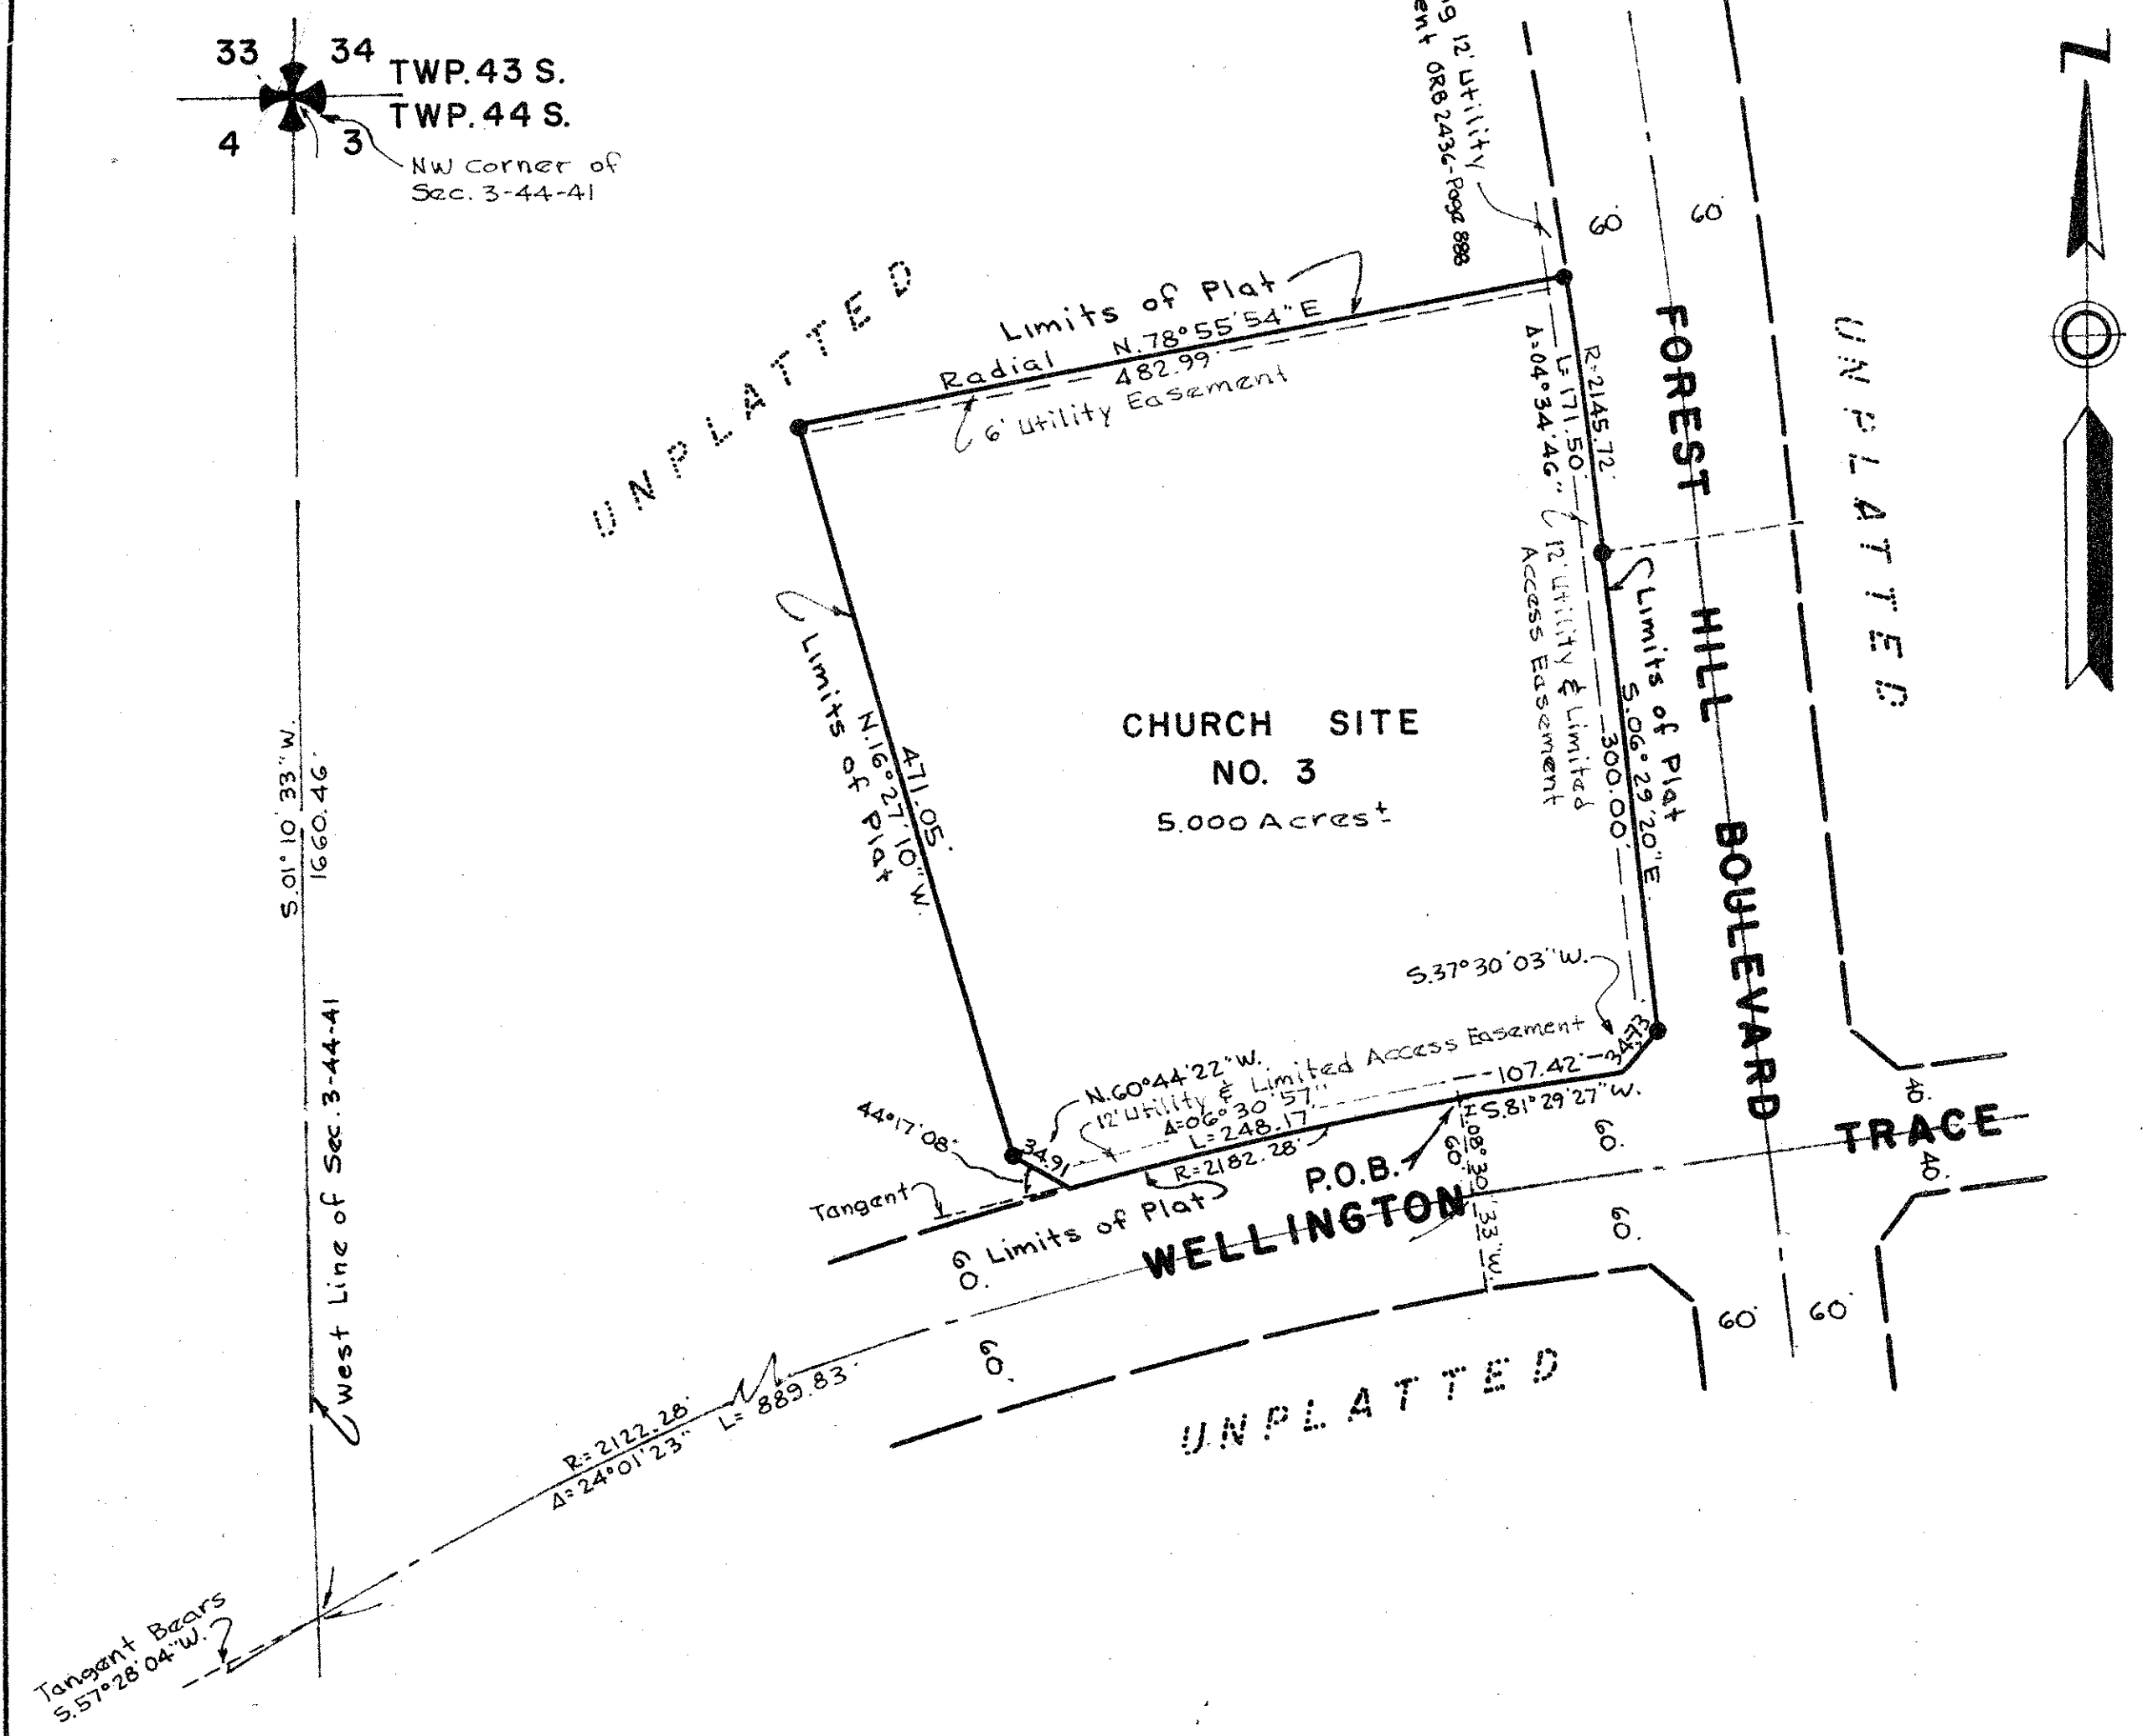 33
34
TWP. 43 S.
TWP. 44 S.
4
3
NW corner of
Sec. 3-44-41
12' Utility
ORB 2436-Page 888
60'
60'
Z
UNPLATTED
Limits of Plat
Radial N.78°55'54"E
482.99'
6' Utility Easement
R=2145.72'
L=171.50'
Δ=04°34'46"
12' Utility & Limited
Access Easement
FOREST HILL BOULEVARD
UNPLATTED
Limits of Plat
S.06°29'20"E.
300.00'
Limits of Plat
N.16°27'10"W.
471.05'
CHURCH SITE
NO. 3
5.000 Acres±
S.01°10'33"W.
1660.46'
West Line of Sec. 3-44-41
S.37°30'03"W.
34.73'
107.42'
S.81°29'27"W.
N.60°44'22"W.
12' Utility & Limited Access Easement
Δ=06°30'57"
L=248.17'
R=2182.28'
44°17'08"
34.91'
Tangent
Limits of Plat
P.O.B.
N.08°30'33"W.
60'
60'
60'
60'
60'
WELLINGTON TRACE
40'
40'
60'
60'
UNPLATTED
R=2122.28'
Δ=24°01'23"
L=889.83'
Tangent Bears
S.57°28'04"W.